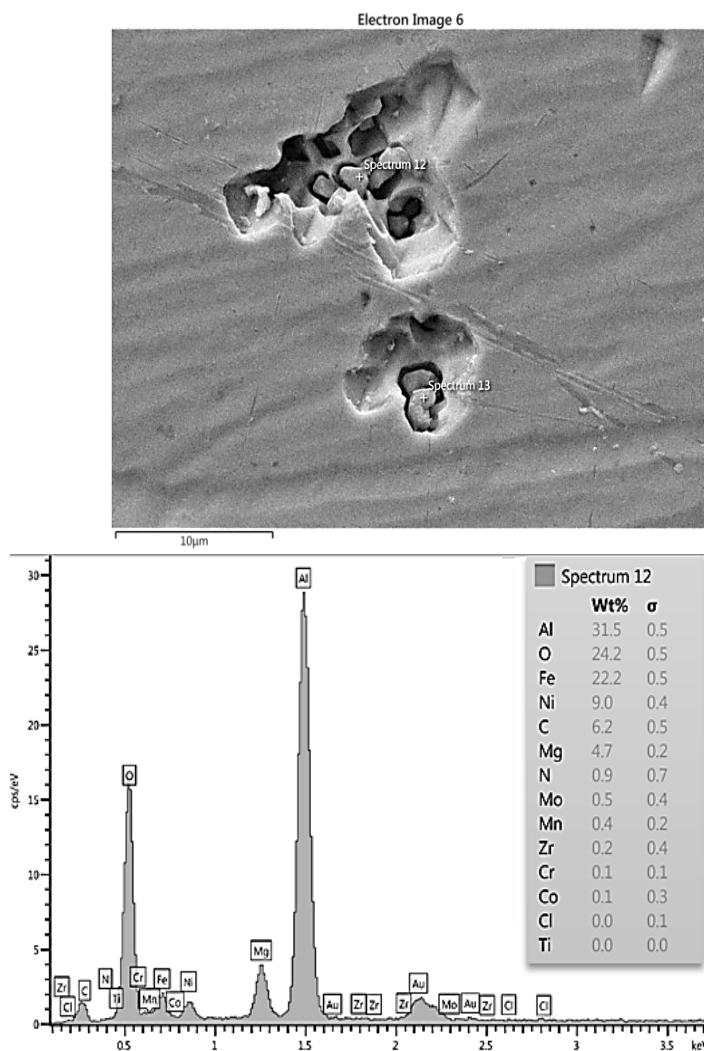 Electron Image 6
Spectrum 12
Spectrum 13
10µm
Spectrum 12
Wt% σ
Al 31.5 0.5
O 24.2 0.5
Fe 22.2 0.5
Ni 9.0 0.4
C 6.2 0.5
Mg 4.7 0.2
N 0.9 0.7
Mo 0.5 0.4
Mn 0.4 0.2
Zr 0.2 0.4
Cr 0.1 0.1
Co 0.1 0.3
Cl 0.0 0.1
Ti 0.0 0.0
cps/eV
30
25
20
15
10
5
0
Al
O
Mg
Zr Cl C N Ti Cr Mn Fe Co Ni
Au Zr Zr Zr Au Mo Au Zr Cl Cl
0.5 1 1.5 2 2.5 3 3.5 keV